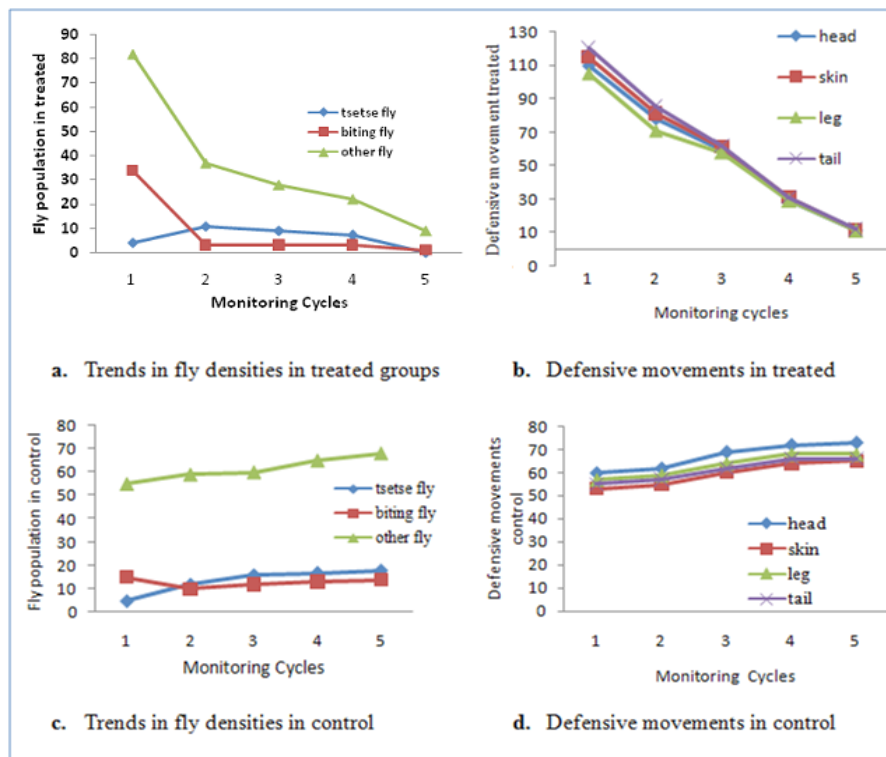 Fly population in treated
90
80
70
60
50
40
30
20
10
0
tsetse fly
biting fly
other fly
1 2 3 4 5
Monitoring Cycles
a. Trends in fly densities in treated groups
Defensive movement treated
130
110
90
70
50
30
10
0
head
skin
leg
tail
1 2 3 4 5
Monitoring cycles
b. Defensive movements in treated
Fly population in control
80
70
60
50
40
30
20
10
0
tsetse fly
biting fly
other fly
1 2 3 4 5
Monitoring Cycles
c. Trends in fly densities in control
Defensive movements
control
80
70
60
50
40
30
20
10
0
head
skin
leg
tail
1 2 3 4 5
Monitoring Cycles
d. Defensive movements in control